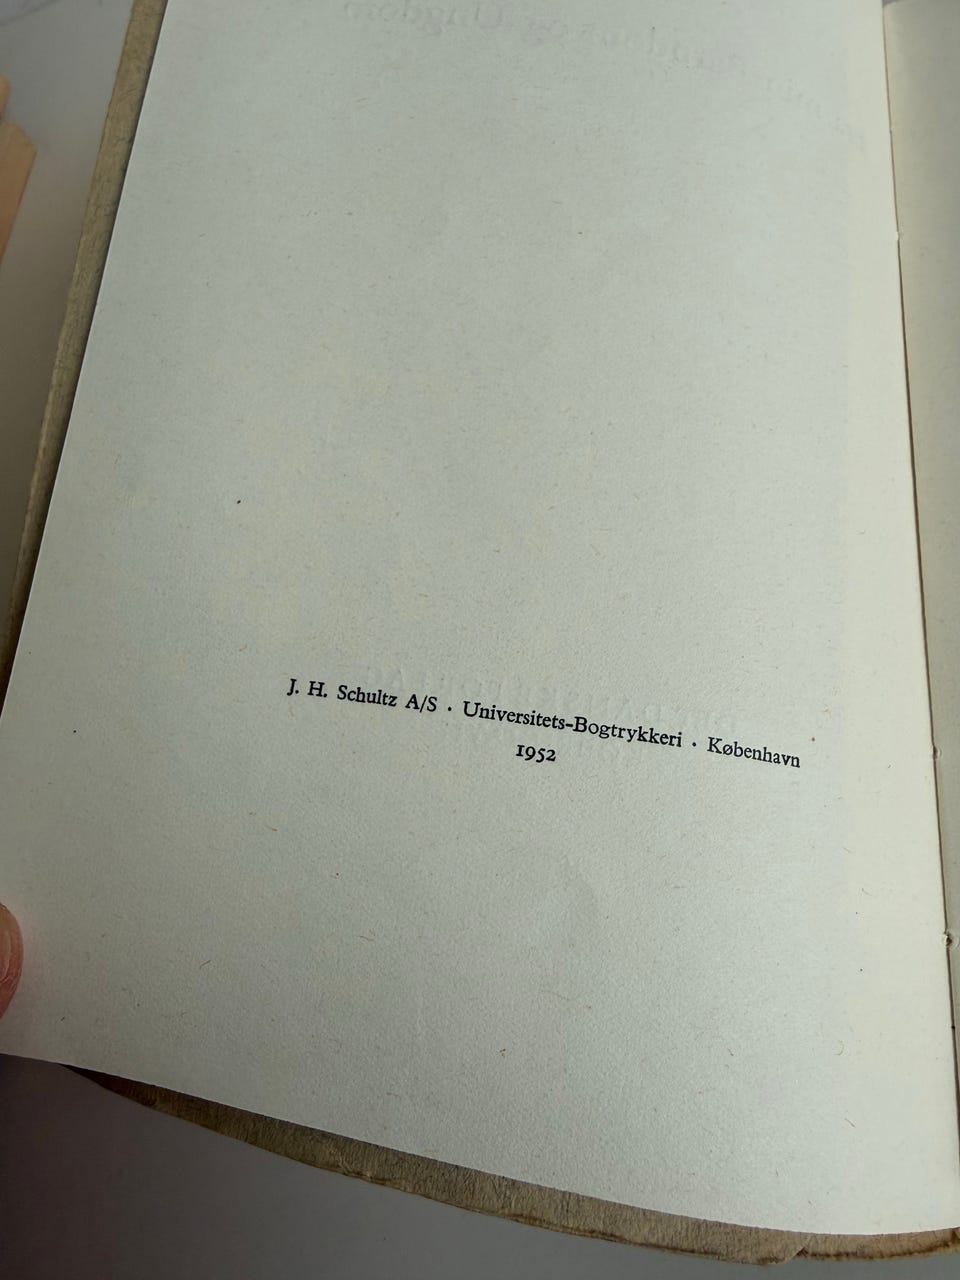 J. H. Schultz A/S · Universitets-Bogtrykkeri · København
1952